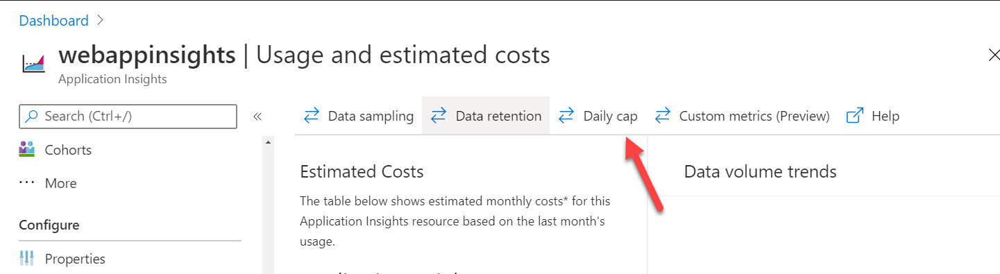 Dashboard
webappinsights | Usage and estimated costs
Application Insights
Search (Ctrl+/)
Data sampling
Data retention
Daily cap
Custom metrics (Preview)
Help
Cohorts
More
Configure
Properties
Estimated Costs
The table below shows estimated monthly costs* for this
Application Insights resource based on the last month's
usage.
Data volume trends